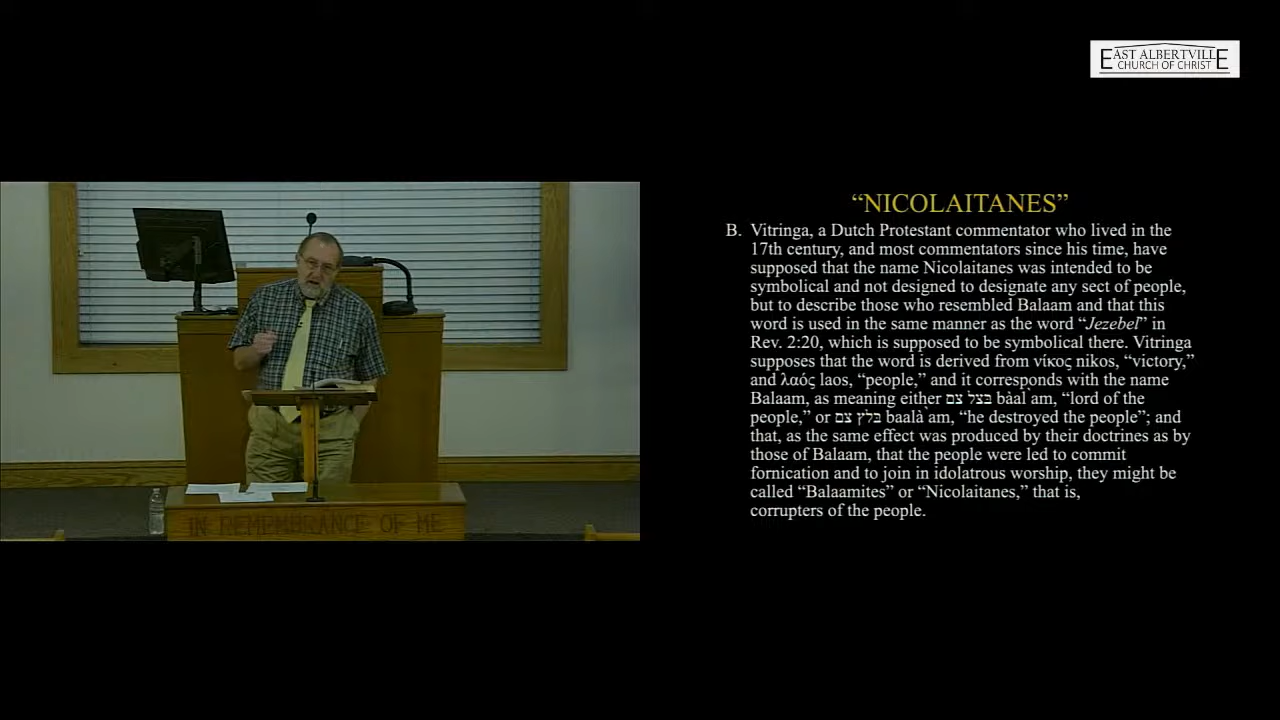 EAST ALBERTVILLE
CHURCH OF CHRIST
“NICOLAITANES”
B. Vitringa, a Dutch Protestant commentator who lived in the
17th century, and most commentators since his time, have
supposed that the name Nicolaitanes was intended to be
symbolical and not designed to designate any sect of people,
but to describe those who resembled Balaam and that this
word is used in the same manner as the word “Jezebel” in
Rev. 2:20, which is supposed to be symbolical there. Vitringa
supposes that the word is derived from νίκος nikos, “victory,”
and λαός laos, “people,” and it corresponds with the name
Balaam, as meaning either בּצל צם bà​al`am, “lord of the
people,” or בּלץ צם baalà`am, “he destroyed the people”; and
that, as the same effect was produced by their doctrines as by
those of Balaam, that the people were led to commit
fornication and to join in idolatrous worship, they might be
called “Balaamites” or “Nicolaitanes,” that is,
corrupters of the people.
IN REMEMBRANCE OF ME